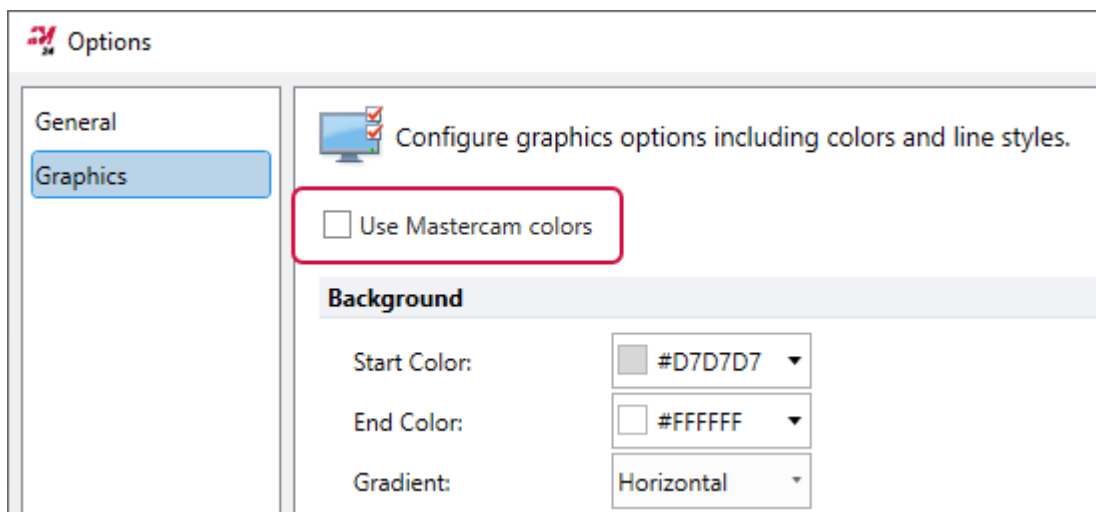 Options
General
Graphics
Configure graphics options including colors and line styles.
Use Mastercam colors
Background
Start Color: #D7D7D7
End Color: #FFFFFF
Gradient: Horizontal